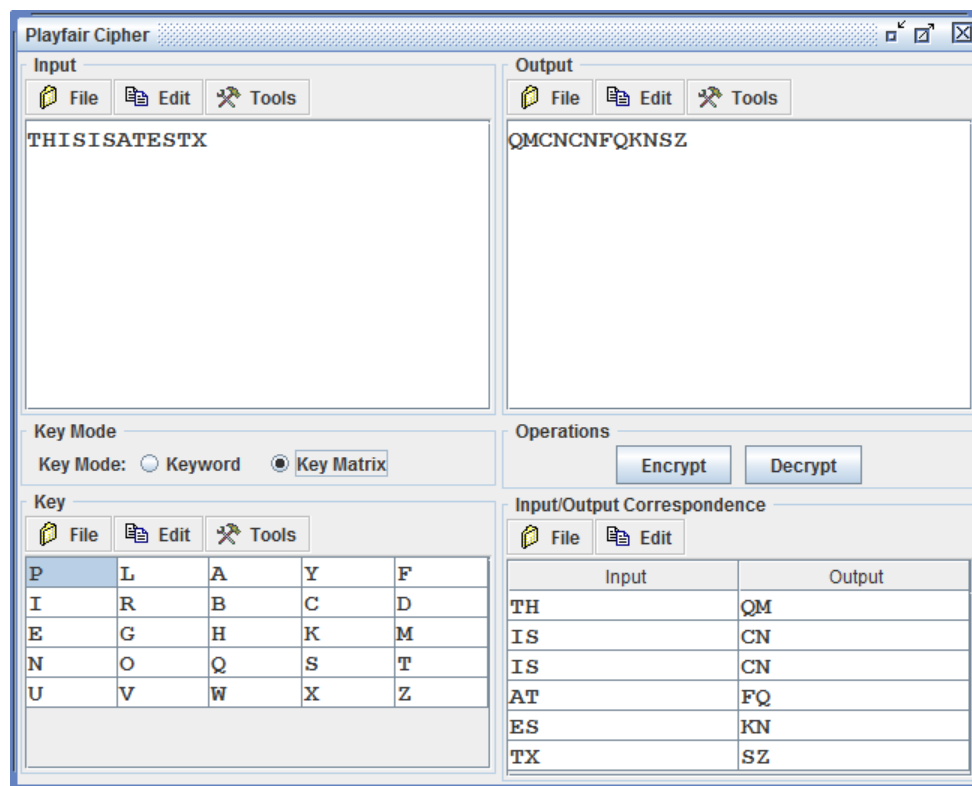 Playfair Cipher
Input
File Edit Tools
THISISATESTX
Output
File Edit Tools
QMCNCNFQKNSZ
Key Mode
Key Mode: Keyword Key Matrix
Operations
Encrypt Decrypt
Key
File Edit Tools
P L A Y F
I R B C D
E G H K M
N O Q S T
U V W X Z
Input/Output Correspondence
File Edit
Input Output
TH QM
IS CN
IS CN
AT FQ
ES KN
TX SZ